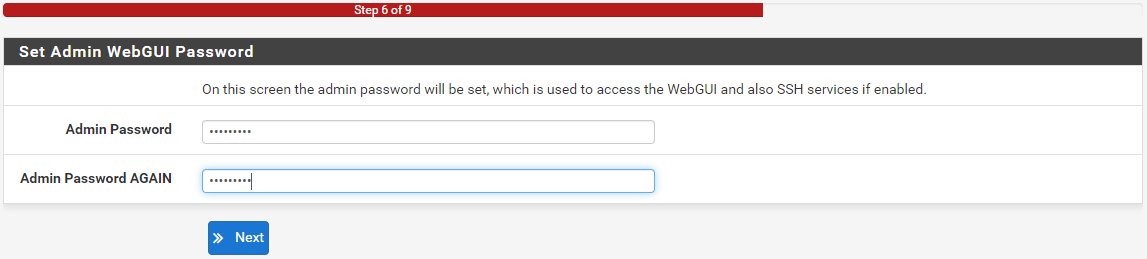 Step 6 of 9
Set Admin WebGUI Password
On this screen the admin password will be set, which is used to access the WebGUI and also SSH services if enabled.
Admin Password •••••••••
Admin Password AGAIN •••••••••
Next